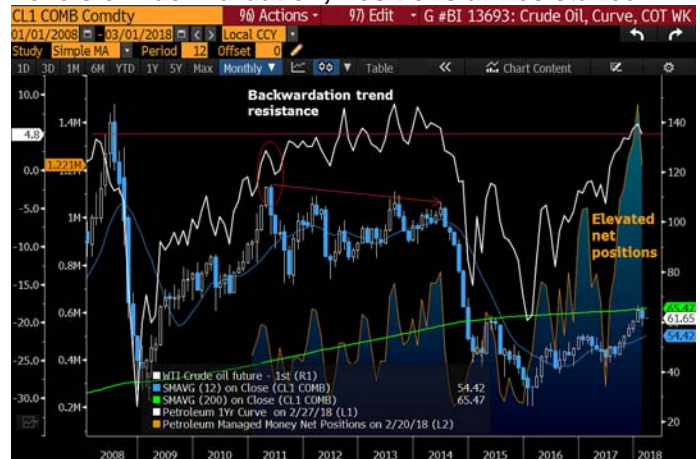 CL1 COMB Comdty 96) Actions 97) Edit G #BI 13693: Crude Oil, Curve, COT WK
01/01/2008 - 03/01/2018 Local CCY
Study Simple MA Period 12 Offset 0
1D 3D 1M 6M YTD 1Y 5Y Max Monthly Table Chart Content
Backwardation trend
resistance
10.0
4.8
0.0
-5.0
-10.0
-15.0
-20.0
-25.0
-30.0
1.4M
1.221M
1M
0.8M
0.6M
0.4M
0.2M
Elevated
net
positions
140
120
100
80
65.47
61.65
54.42
40
20
WTI Crude oil future - 1st (R1)
SMAVG (12) on Close (CL1 COMB) 54.42
SMAVG (200) on Close (CL1 COMB) 65.47
Petroleum 1Yr Curve on 2/27/18 (L1)
Petroleum Managed Money Net Positions on 2/20/18 (L2)
2008 2009 2010 2011 2012 2013 2014 2015 2016 2017 2018